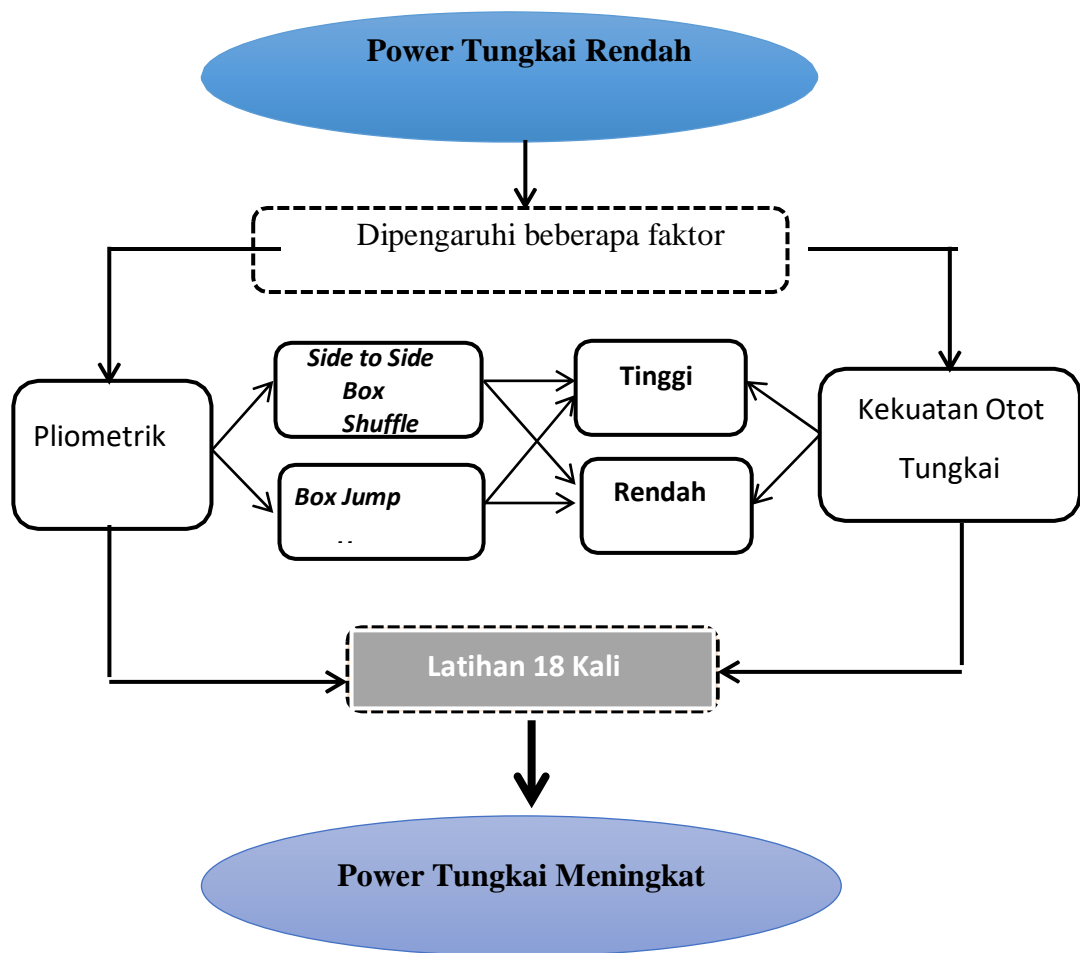 Power Tungkai Rendah
Dipengaruhi beberapa faktor
Side to Side
Box
Shuffle
Tinggi
Pliometrik
Kekuatan Otot
Tungkai
Box Jump
Rendah
Latihan 18 Kali
Power Tungkai Meningkat